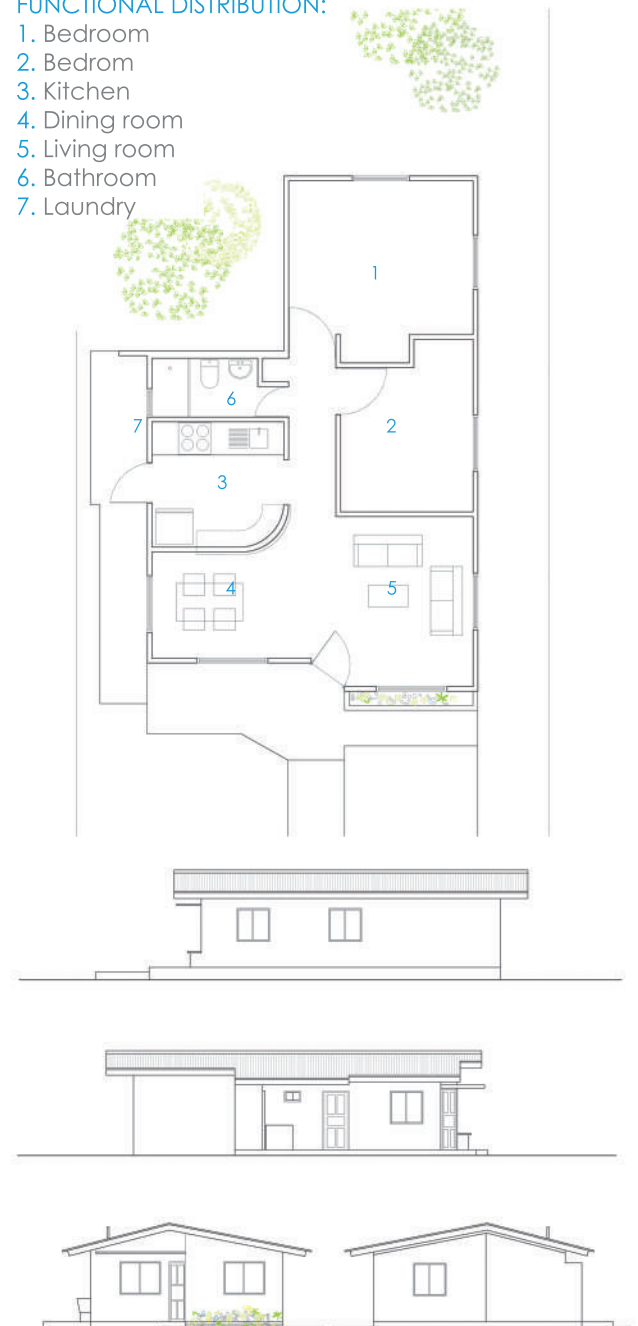 FUNCTIONAL DISTRIBUTION:
1. Bedroom
2. Bedrom
3. Kitchen
4. Dining room
5. Living room
6. Bathroom
7. Laundry
1
6
7
2
3
4
5